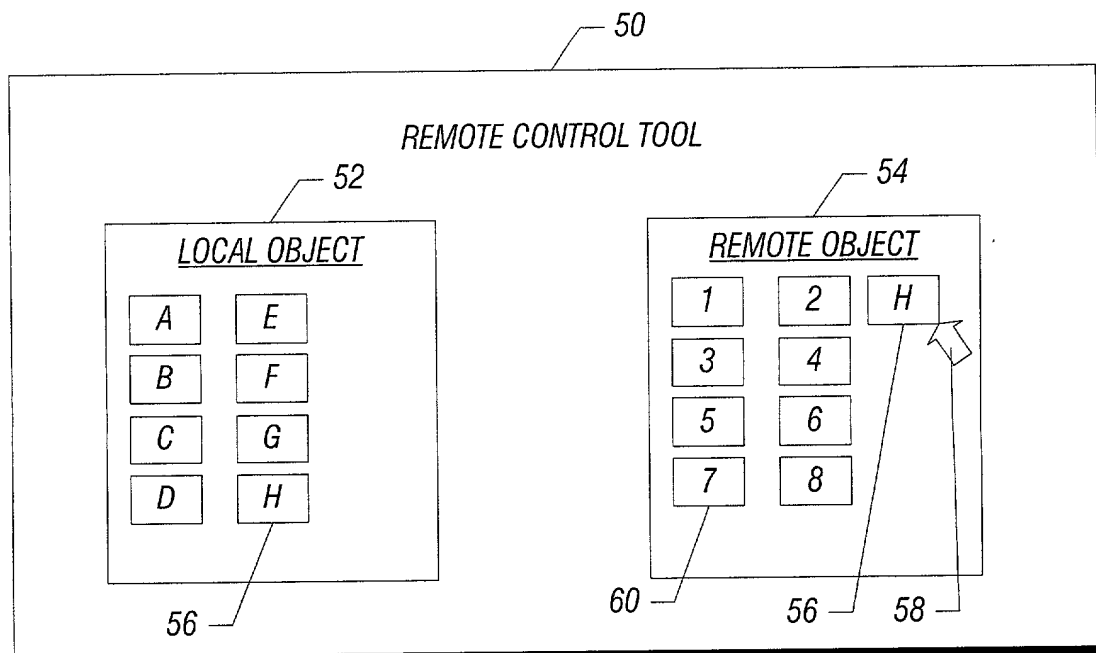 50
REMOTE CONTROL TOOL
52
54
LOCAL OBJECT
REMOTE OBJECT
A E
1 2 H
B F
3 4
C G
5 6
D H
7 8
56
60
56
58